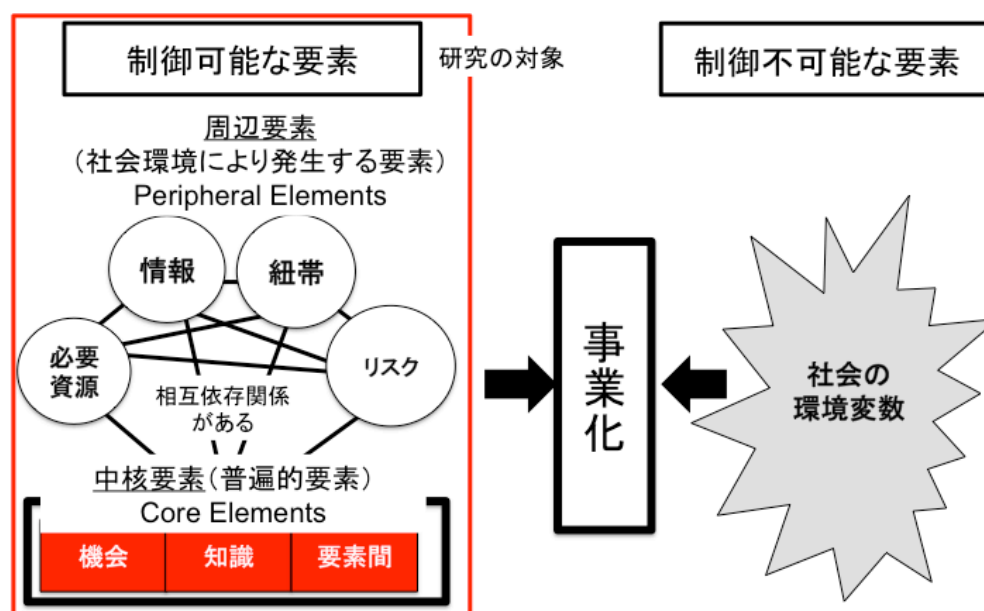 制御可能な要素
研究の対象
制御不可能な要素
周辺要素
（社会環境により発生する要素）
Peripheral Elements
情報
紐帯
必要
資源
リスク
相互依存関係
がある
中核要素（普遍的要素）
Core Elements
機会
知識
要素間
事業化
社会の
環境変数